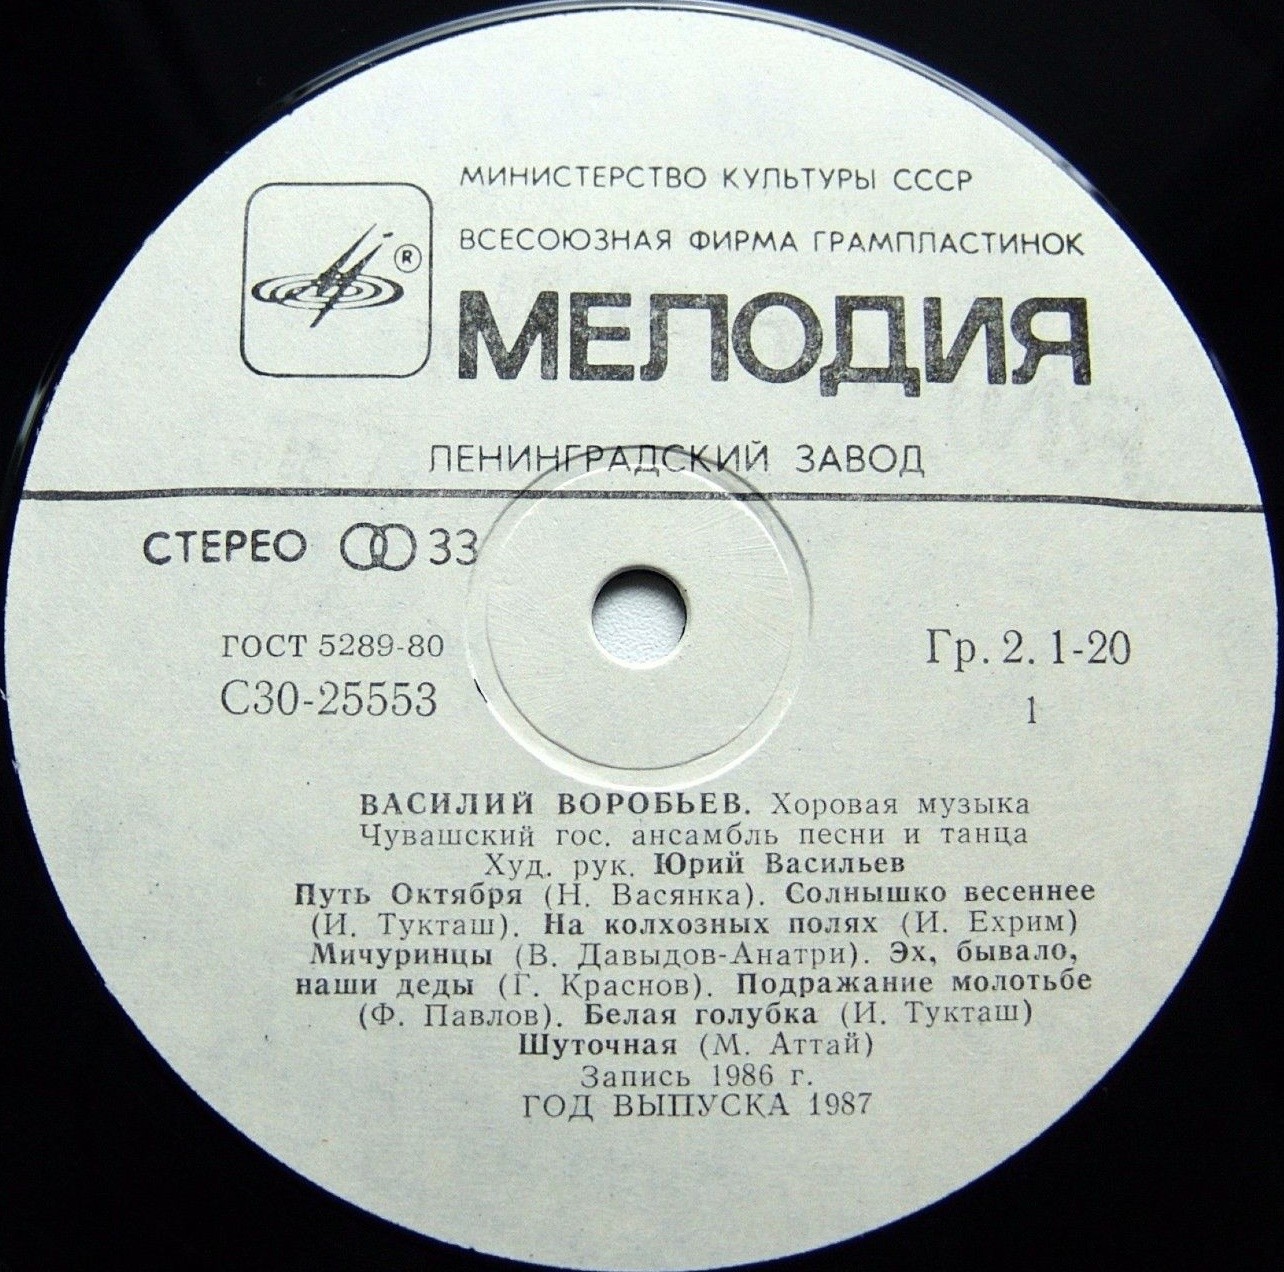 МИНИСТЕРСТВО КУЛЬТУРЫ СССР
ВСЕСОЮЗНАЯ ФИРМА ГРАМПЛАСТИНОК
®
МЕЛОДИЯ
ЛЕНИНГРАДСКИЙ ЗАВОД
СТЕРЕО 33
ГОСТ 5289-80
Гр. 2. 1-20
С30-25553
1
ВАСИЛИЙ ВОРОБЬЕВ. Хоровая музыка
Чувашский гос. ансамбль песни и танца
Худ. рук. Юрий Васильев
Путь Октября (Н. Васянка). Солнышко весеннее
(И. Тукташ). На колхозных полях (И. Ехрим)
Мичуринцы (В. Давыдов-Анатри). Эх, бывало,
наши деды (Г. Краснов). Подражание молотьбе
(Ф. Павлов). Белая голубка (И. Тукташ)
Шуточная (М. Аттай)
Запись 1986 г.
ГОД ВЫПУСКА 1987